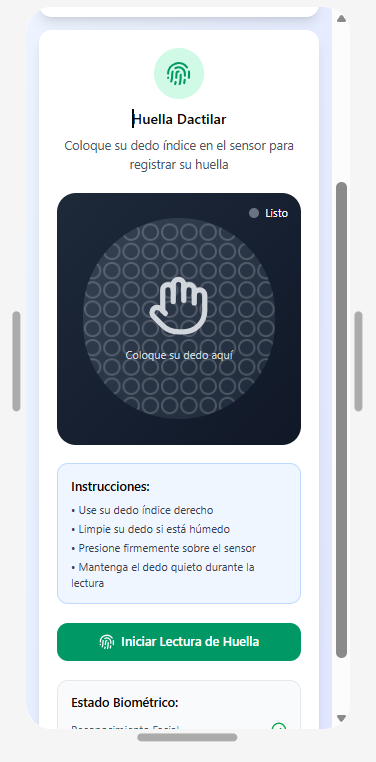 Huella Dactilar
Coloque su dedo índice en el sensor para
registrar su huella
Listo
Coloque su dedo aquí
Instrucciones:
• Use su dedo índice derecho
• Limpie su dedo si está húmedo
• Presione firmemente sobre el sensor
• Mantenga el dedo quieto durante la
lectura
Iniciar Lectura de Huella
Estado Biométrico:
Reconocimiento Facial